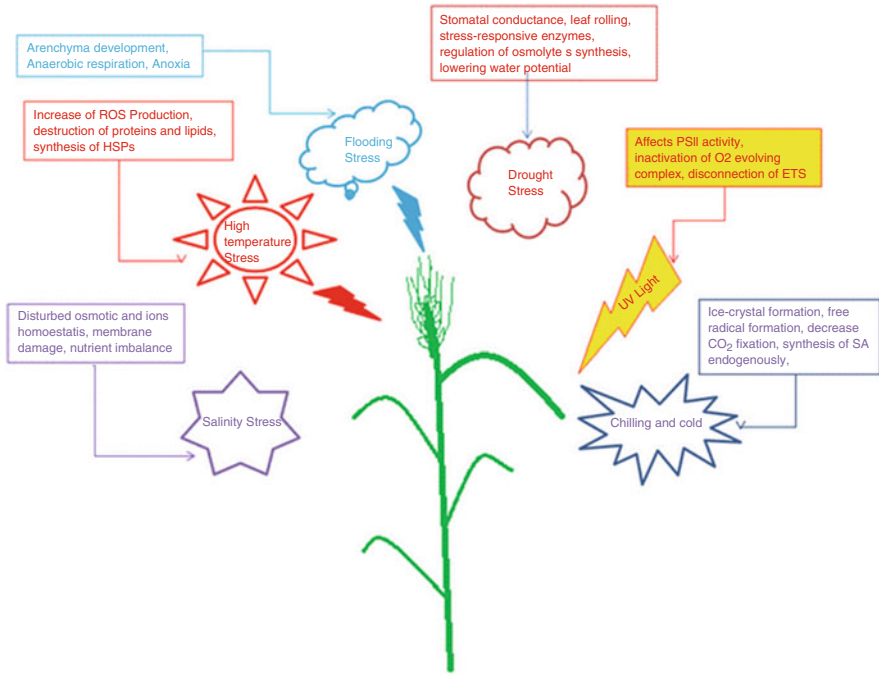 Arenchyma development,
Anaerobic respiration, Anoxia
Stomatal conductance, leaf rolling,
stress-responsive enzymes,
regulation of osmolyte s synthesis,
lowering water potential
Increase of ROS Production,
destruction of proteins and lipids,
synthesis of HSPs
Flooding
Stress
Drought
Stress
Affects PSII activity,
inactivation of O2 evolving
complex, disconnection of ETS
High
temperature
Stress
UV Light
Disturbed osmotic and ions
homoestatis, membrane
damage, nutrient imbalance
Ice-crystal formation, free
radical formation, decrease
CO2 fixation, synthesis of SA
endogenously,
Salinity Stress
Chilling and cold